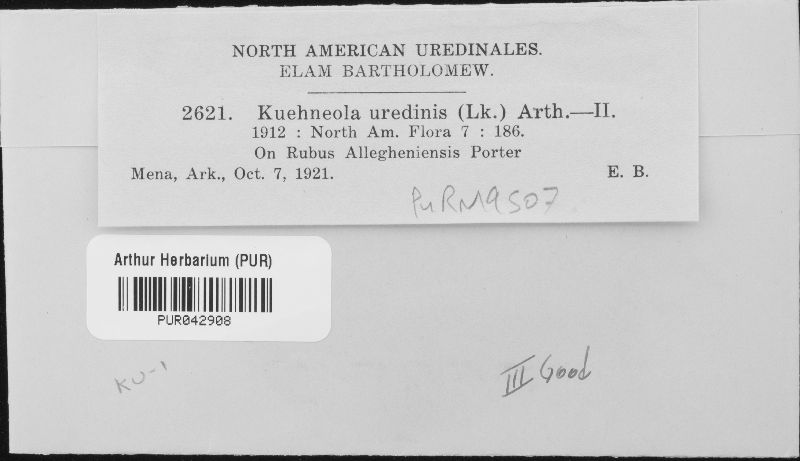 NORTH AMERICAN UREDINALES.
ELAM BARTHOLOMEW.
2621. Kuehneola uredinis (Lk.) Arth.—II.
1912 : North Am. Flora 7 : 186.
On Rubus Allegheniensis Porter
Mena, Ark., Oct. 7, 1921. E. B.
PURM9507
Arthur Herbarium (PUR)
PUR042908
KU-1
III Good